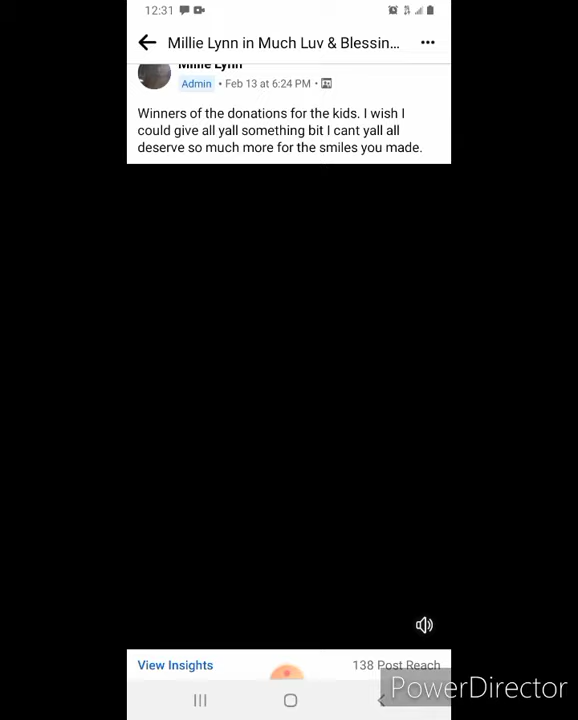 12:31
Millie Lynn in Much Luv & Blessin...
Millie Lynn
Admin • Feb 13 at 6:24 PM •
Winners of the donations for the kids. I wish I
could give all yall something bit I cant yall all
deserve so much more for the smiles you made.
View Insights
138 Post Reach
PowerDirector